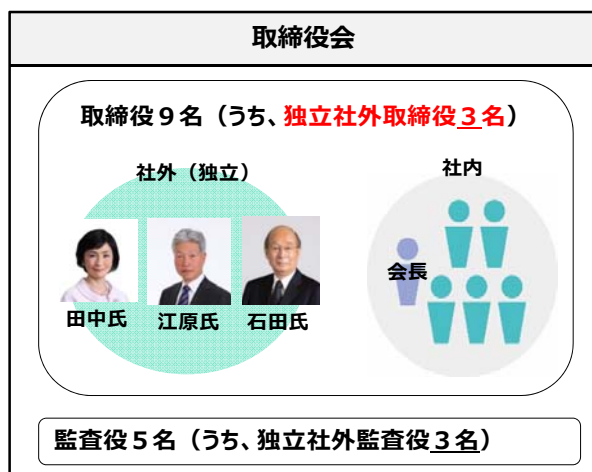 取締役会
取締役９名（うち、独立社外取締役３名）
社外（独立）
社内
会長
田中氏
江原氏
石田氏
監査役５名（うち、独立社外監査役３名）